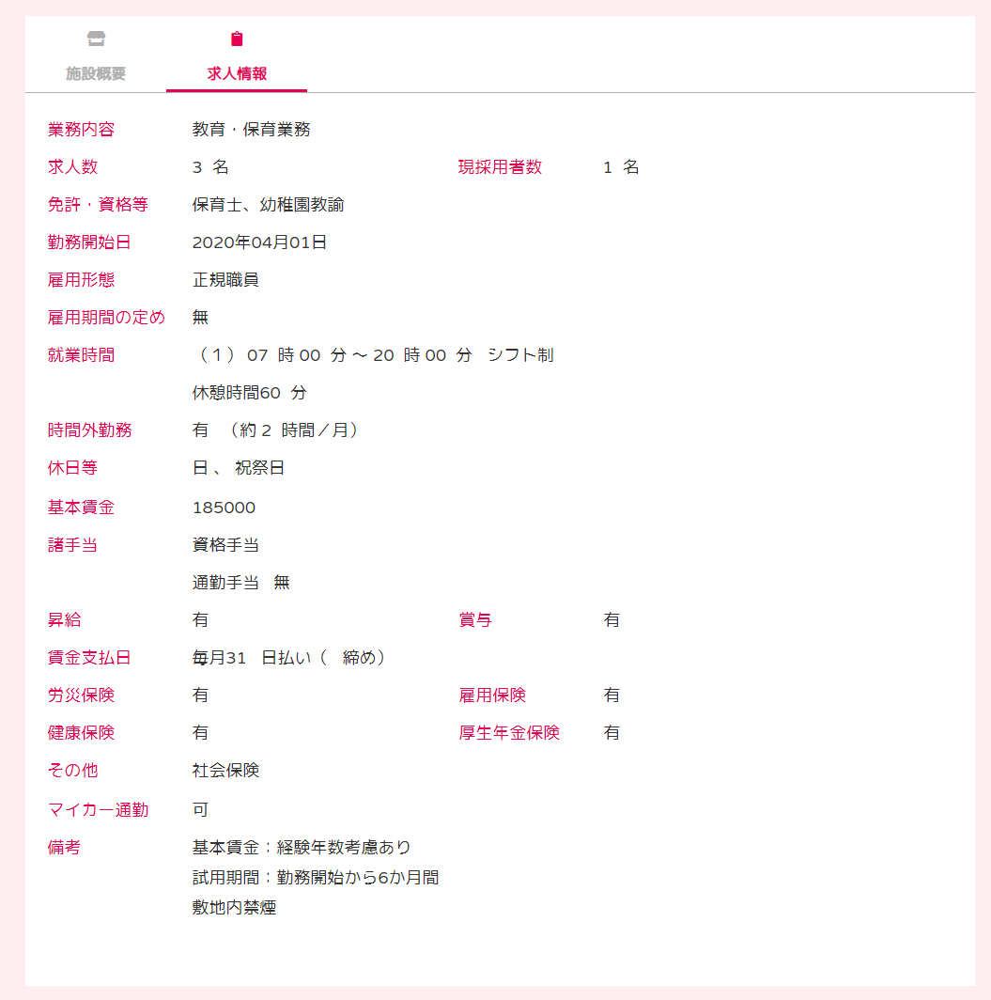 施設概要 求人情報
業務内容 教育・保育業務
求人数 3 名 現採用者数 1 名
免許・資格等 保育士、幼稚園教諭
勤務開始日 2020年04月01日
雇用形態 正規職員
雇用期間の定め 無
就業時間 （１） 07 時 00 分 〜 20 時 00 分 シフト制
休憩時間60 分
時間外勤務 有 （約 2 時間／月）
休日等 日 、 祝祭日
基本賃金 185000
諸手当 資格手当
通勤手当 無
昇給 有 賞与 有
賃金支払日 毎月31 日払い（ 締め）
労災保険 有 雇用保険 有
健康保険 有 厚生年金保険 有
その他 社会保険
マイカー通勤 可
備考 基本賃金：経験年数考慮あり
試用期間：勤務開始から6か月間
敷地内禁煙